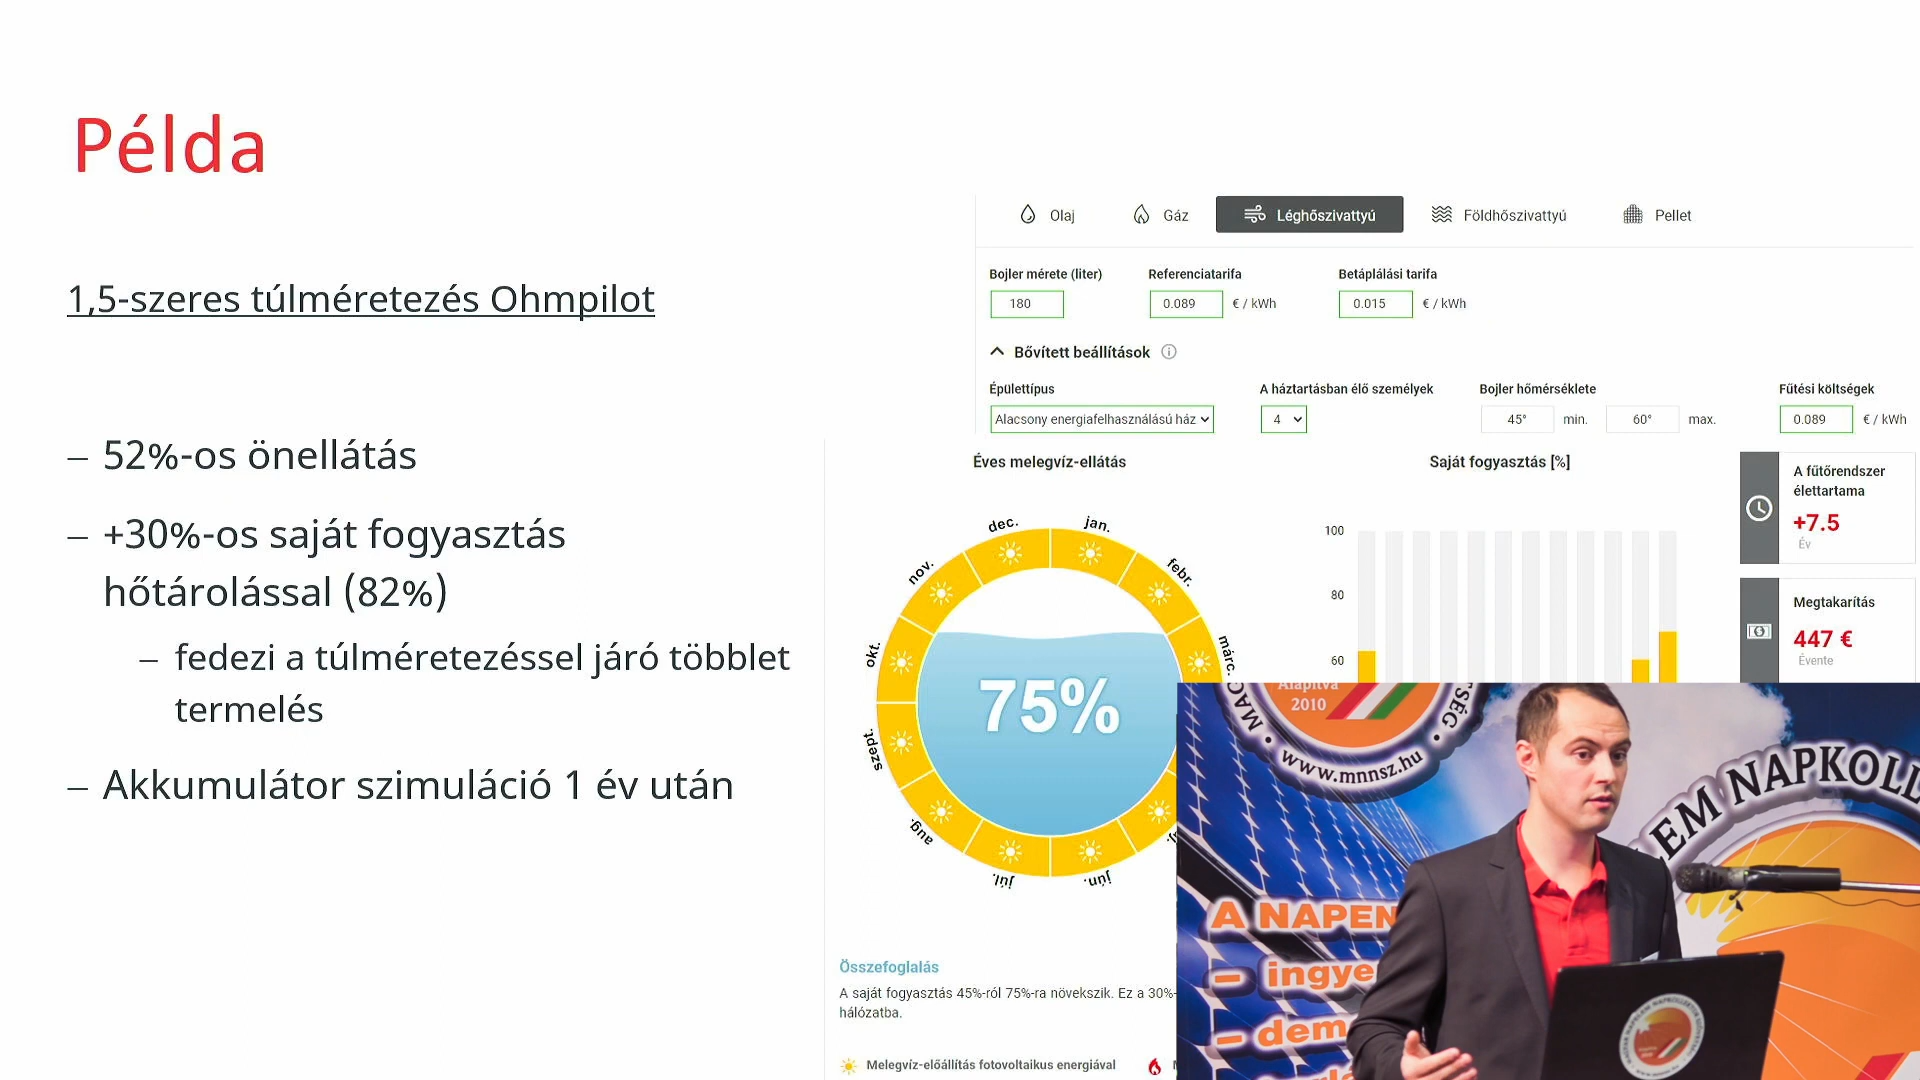 Példa
1,5-szeres túlméretezés Ohmpilot
– 52%-os önellátás
– +30%-os saját fogyasztás
hőtárolással (82%)
– fedezi a túlméretezéssel járó többlet
termelés
– Akkumulátor szimuláció 1 év után
Olaj Gáz Léghőszivattyú Földhőszivattyú Pellet
Bojler mérete (liter) Referenciatarifa Betáplálási tarifa
180 0.089 € / kWh 0.015 € / kWh
Bővített beállítások
Épülettípus A háztartásban élő személyek Bojler hőmérséklete Fűtési költségek
Alacsony energiafelhasználású ház 4 45° min. 60° max. 0.089 € / kWh
Éves melegvíz-ellátás
dec. jan.
nov. febr.
okt. márc.
75%
szept.
aug.
júl. jún.
Saját fogyasztás [%]
100
80
60
A fűtőrendszer
élettartama
+7.5
Év
Megtakarítás
447 €
Évente
Összefoglalás
A saját fogyasztás 45%-ról 75%-ra növekszik. Ez a 30%-
hálózatba.
Melegvíz-előállítás fotovoltaikus energiával
Alapítva
2010
www.mnnsz.hu
NAPKOLL
A NAPEN
– ingye
– dem